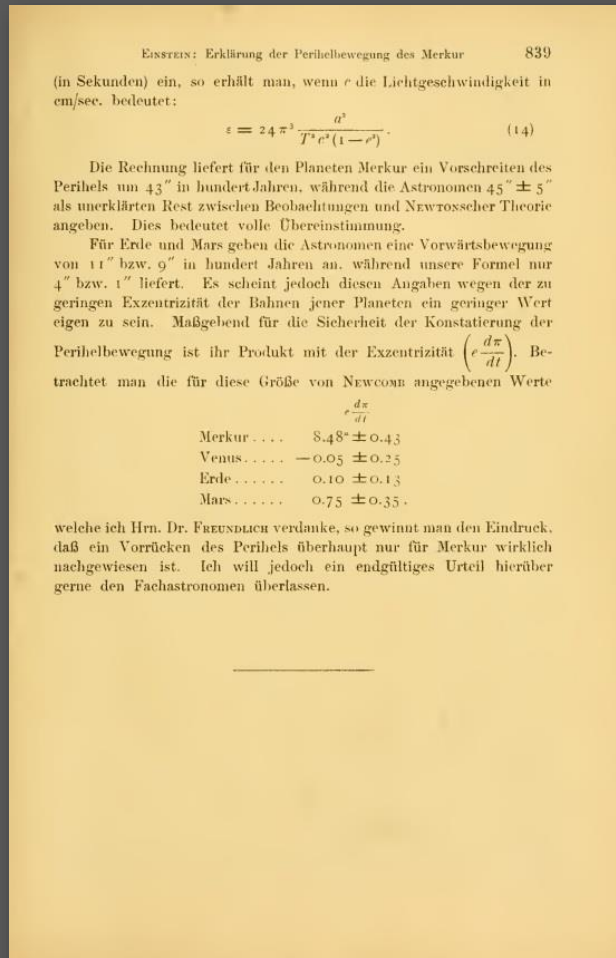 EINSTEIN: Erklärung der Perihelbewegung des Merkur 839
(in Sekunden) ein, so erhält man, wenn c die Lichtgeschwindigkeit in
cm/sec. bedeutet:
ε = 24 π³ a² / (T² c² (1 — e²)) . (14)
Die Rechnung liefert für den Planeten Merkur ein Vorschreiten des
Perihels um 43″ in hundert Jahren, während die Astronomen 45″ ± 5″
als unerklärten Rest zwischen Beobachtungen und NEWTONscher Theorie
angeben. Dies bedeutet volle Übereinstimmung.
Für Erde und Mars geben die Astronomen eine Vorwärtsbewegung
von 11″ bzw. 9″ in hundert Jahren an, während unsere Formel nur
4″ bzw. 1″ liefert. Es scheint jedoch diesen Angaben wegen der zu
geringen Exzentrizität der Bahnen jener Planeten ein geringer Wert
eigen zu sein. Maßgebend für die Sicherheit der Konstatierung der
Perihelbewegung ist ihr Produkt mit der Exzentrizität (e dπ/dt). Be-
trachtet man die für diese Größe von NEWCOMB angegebenen Werte
e dπ/dt
Merkur .... 8.48″ ± 0.43
Venus ..... — 0.05 ± 0.25
Erde ...... 0.10 ± 0.13
Mars ...... 0.75 ± 0.35 .
welche ich Hrn. Dr. FREUNDLICH verdanke, so gewinnt man den Eindruck,
daß ein Vorrücken des Perihels überhaupt nur für Merkur wirklich
nachgewiesen ist. Ich will jedoch ein endgültiges Urteil hierüber
gerne den Fachastronomen überlassen.